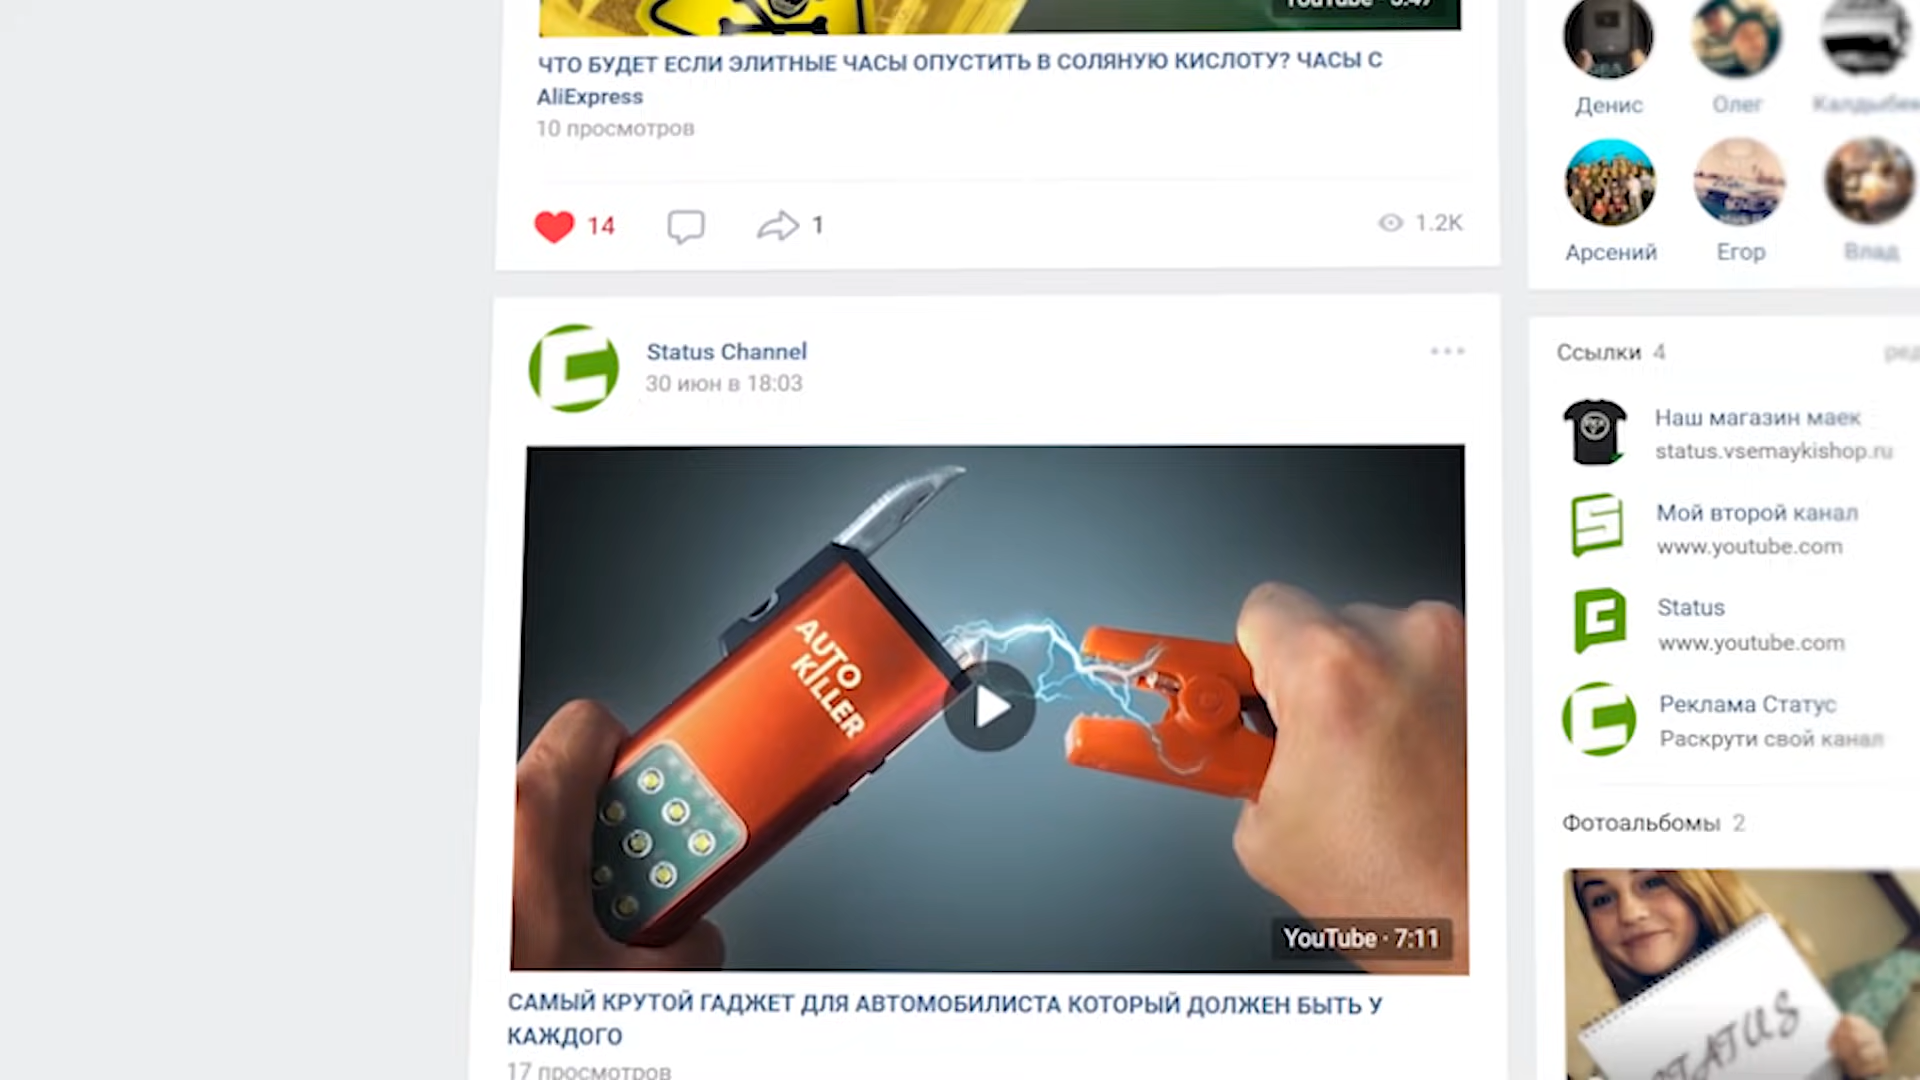 ЧТО БУДЕТ ЕСЛИ ЭЛИТНЫЕ ЧАСЫ ОПУСТИТЬ В СОЛЯНУЮ КИСЛОТУ? ЧАСЫ С
AliExpress
10 просмотров
14
1
1.2K
Status Channel
30 июн в 18:03
AUTO
KILLER
YouTube · 7:11
САМЫЙ КРУТОЙ ГАДЖЕТ ДЛЯ АВТОМОБИЛИСТА КОТОРЫЙ ДОЛЖЕН БЫТЬ У
КАЖДОГО
17 просмотров
Денис
Олег
Арсений
Егор
Влад
Ссылки 4
Наш магазин маек
status.vsemaykishop.ru
Мой второй канал
www.youtube.com
Status
www.youtube.com
Реклама Статус
Раскрути свой канал
Фотоальбомы 2
STATUS